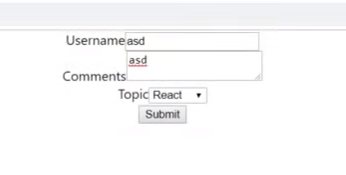 Username asd
asd
Comments
Topic React
Submit